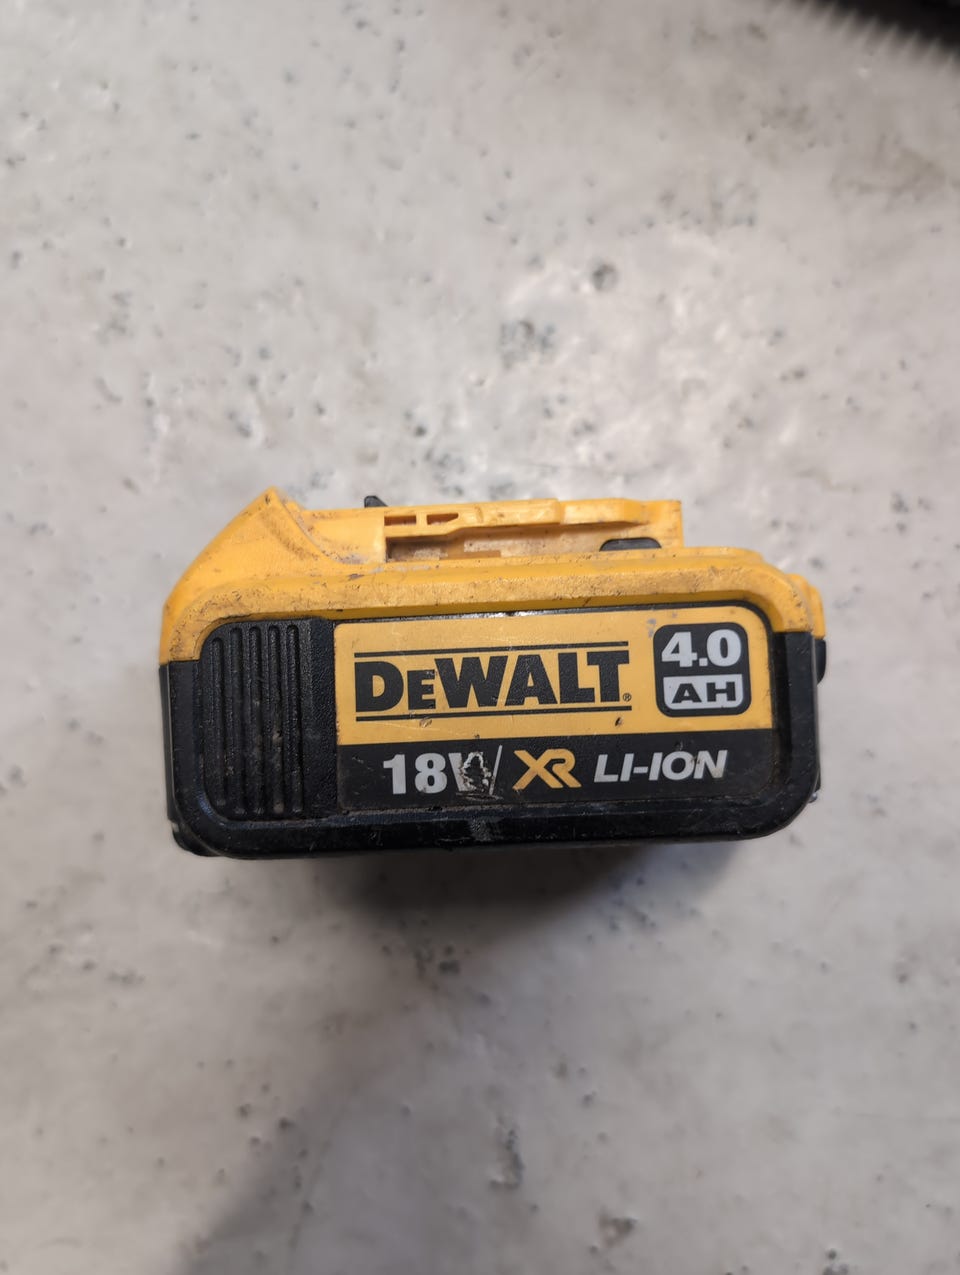 DEWALT®
4.0
AH
18V/ XR LI-ION